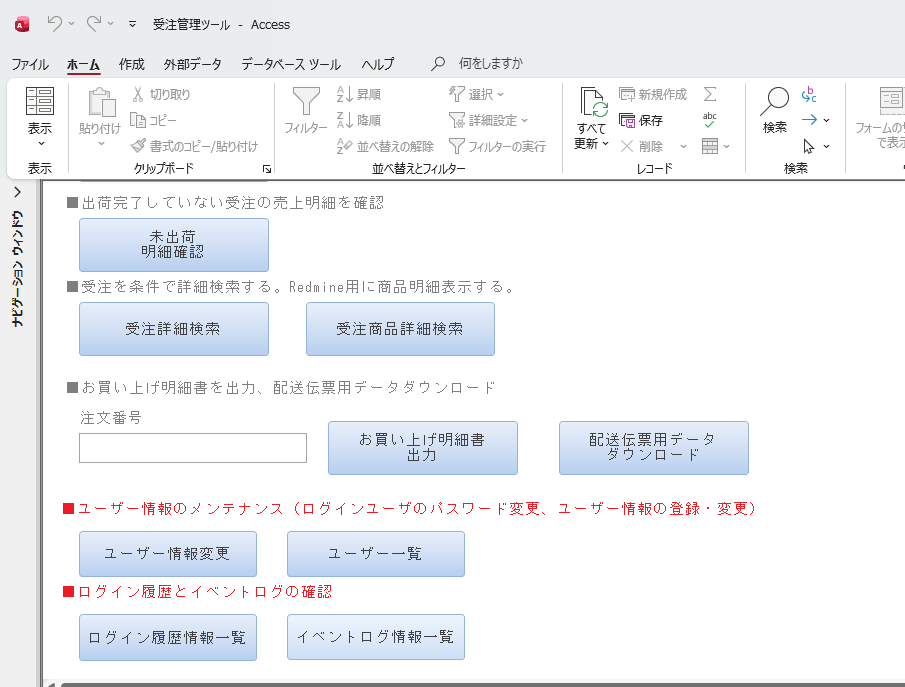 受注管理ツール - Access
ファイル ホーム 作成 外部データ データベース ツール ヘルプ 何をしますか
表示
表示
貼り付け
切り取り
コピー
書式のコピー/貼り付け
クリップボード
フィルター
昇順
降順
並べ替えの解除
選択
詳細設定
フィルターの実行
並べ替えとフィルター
すべて
更新
新規作成
保存
削除
レコード
検索
検索
ナビゲーション ウィンドウ
■出荷完了していない受注の売上明細を確認
未出荷
明細確認
■受注を条件で詳細検索する。Redmine用に商品明細表示する。
受注詳細検索 受注商品詳細検索
■お買い上げ明細書を出力、配送伝票用データダウンロード
注文番号
お買い上げ明細書
出力
配送伝票用データ
ダウンロード
■ユーザー情報のメンテナンス（ログインユーザのパスワード変更、ユーザー情報の登録・変更）
ユーザー情報変更 ユーザー一覧
■ログイン履歴とイベントログの確認
ログイン履歴情報一覧 イベントログ情報一覧